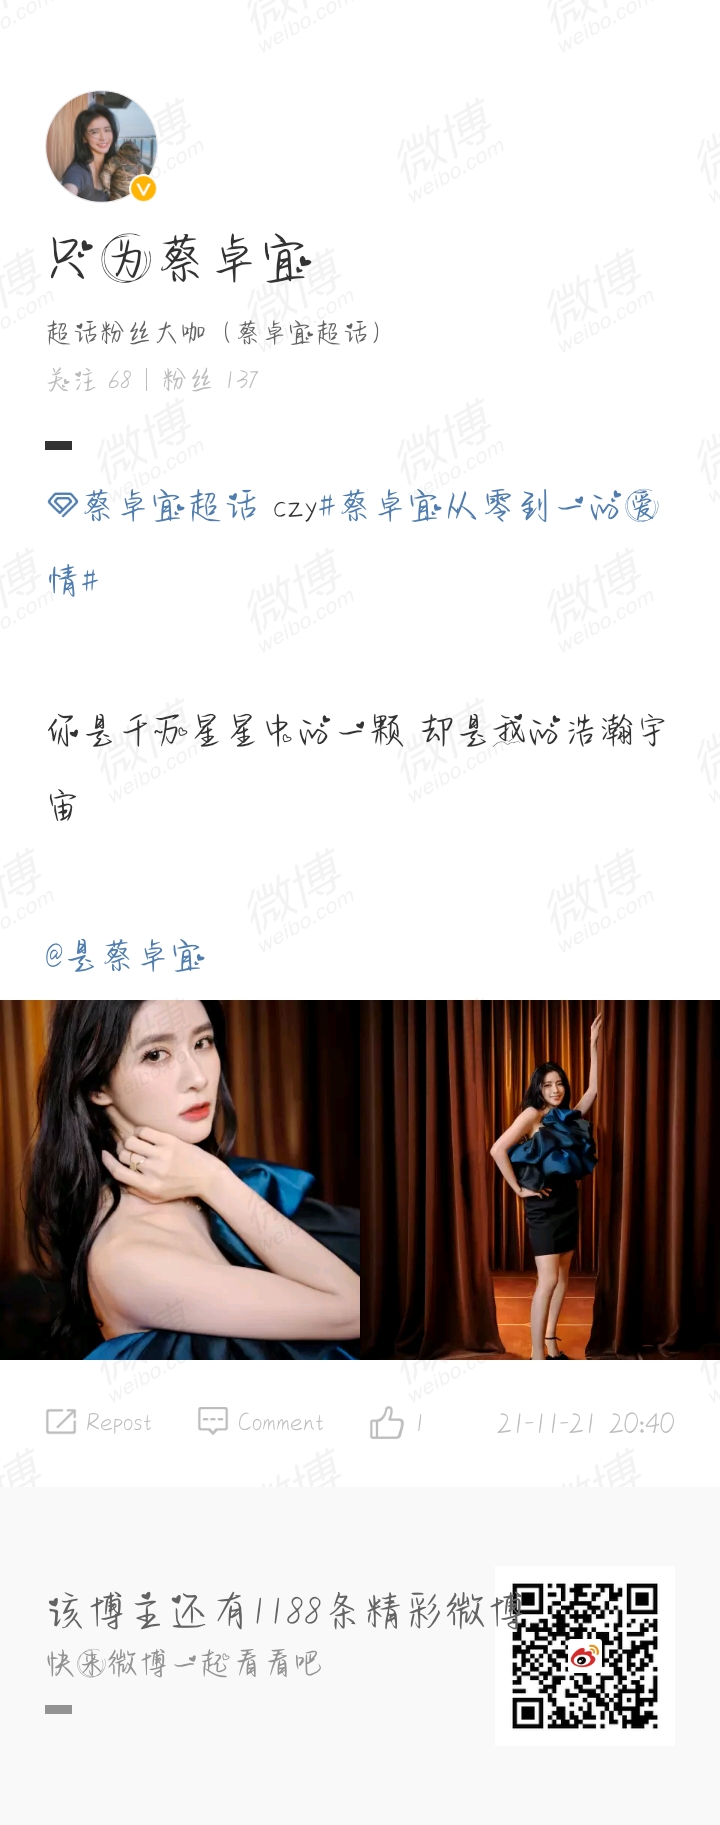 只为蔡卓宜
超话粉丝大咖（蔡卓宜超话）
关注 68 | 粉丝 137
蔡卓宜超话 czy#蔡卓宜从零到一的爱
情#
你是千万星星中的一颗 却是我的浩瀚宇
宙
@是蔡卓宜
Repost Comment 1 21-11-21 20:40
该博主还有1188条精彩微博
快来微博一起看看吧
微博
weibo.com